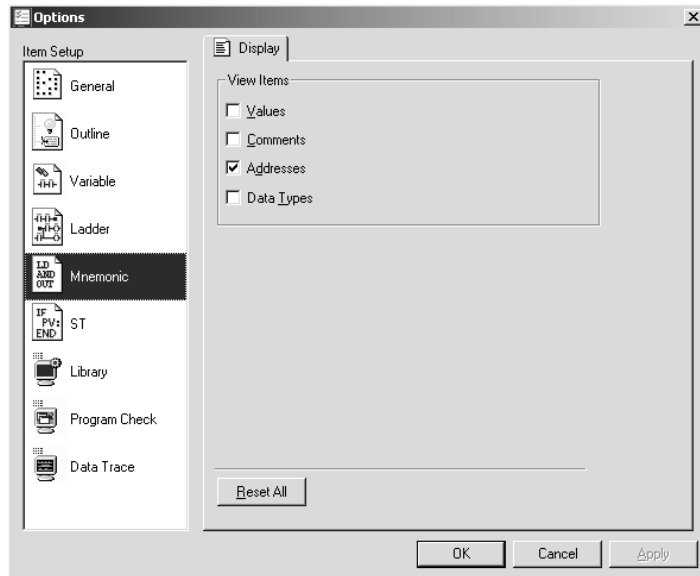 Options
Item Setup
General
Outline
Variable
Ladder
LD
AND
OUT
Mnemonic
IF
PV:
END
ST
Library
Program Check
Data Trace
Display
View Items
Values
Comments
Addresses
Data Types
Reset All
OK
Cancel
Apply